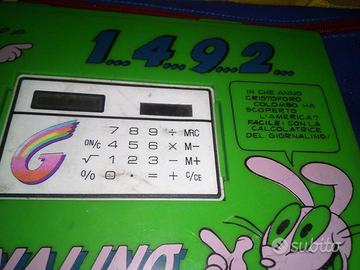 1... 4... 9... 2...
IN CHE ANNO
CRISTOFORO
COLOMBO HA
SCOPERTO
L'AMERICA?
FACILE: CON LA
CALCOLATRICE
DEL GIORNALINO!
7 8 9 ÷ MRC
ON/C 4 5 6 × M-
√ 1 2 3 - M+
% 0 · = + C/CE
G
subito